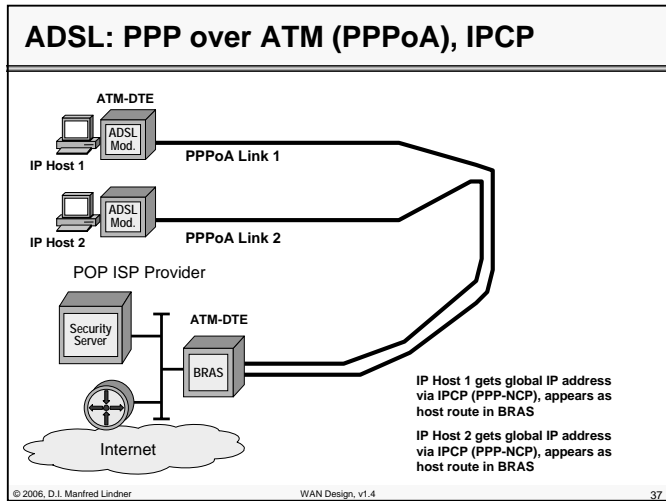 ADSL: PPP over ATM (PPPoA), IPCP
ATM-DTE
ADSL
Mod.
IP Host 1
PPPoA Link 1
ADSL
Mod.
IP Host 2
PPPoA Link 2
POP ISP Provider
Security
Server
ATM-DTE
BRAS
Internet
IP Host 1 gets global IP address
via IPCP (PPP-NCP), appears as
host route in BRAS
IP Host 2 gets global IP address
via IPCP (PPP-NCP), appears as
host route in BRAS
© 2006, D.I. Manfred Lindner
WAN Design, v1.4
37